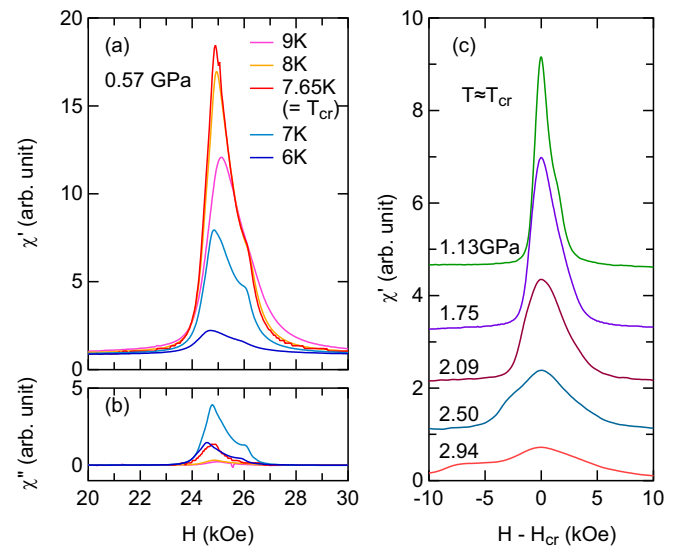 (a)
0.57 GPa
9K
8K
7.65K
(= Tcr)
7K
6K
20
15
10
5
0
χ' (arb. unit)
(b)
5
0
χ" (arb. unit)
20 22 24 26 28 30
H (kOe)
(c)
T≈Tcr
1.13GPa
1.75
2.09
2.50
2.94
10
8
6
4
2
0
χ' (arb. unit)
-10 -5 0 5 10
H - Hcr (kOe)